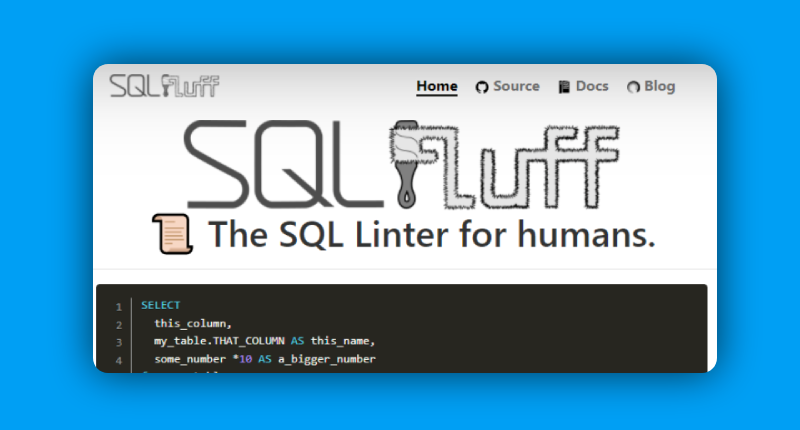 SQLFluff
Home Source Docs Blog
SQLFluff
The SQL Linter for humans.
1 SELECT
2 this_column,
3 my_table.THAT_COLUMN AS this_name,
4 some_number *10 AS a_bigger_number